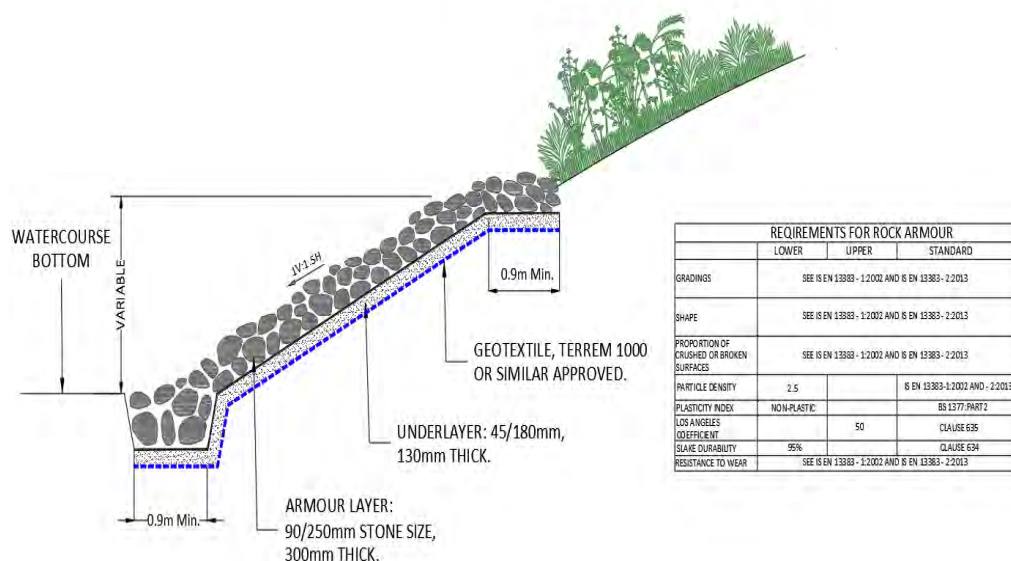 WATERCOURSE
BOTTOM
VARIABLE
1V:1.5H
0.9m Min.
GEOTEXTILE, TERREM 1000
OR SIMILAR APPROVED.
UNDERLAYER: 45/180mm,
130mm THICK.
ARMOUR LAYER:
90/250mm STONE SIZE,
300mm THICK.
0.9m Min.
REQIREMENTS FOR ROCK ARMOUR
LOWER UPPER STANDARD
GRADINGS SEE IS EN 13383 - 1:2002 AND IS EN 13383 - 2:2013
SHAPE SEE IS EN 13383 - 1:2002 AND IS EN 13383 - 2:2013
PROPORTION OF
CRUSHED OR BROKEN
SURFACES
SEE IS EN 13383 - 1:2002 AND IS EN 13383 - 2:2013
PARTICLE DENSITY 2.5 IS EN 13383-1:2002 AND - 2:2013
PLASTICITY INDEX NON-PLASTIC BS 1377:PART 2
LOS ANGELES
COEFFICIENT
50 CLAUSE 635
SLAKE DURABILITY 95% CLAUSE 634
RESISTANCE TO WEAR SEE IS EN 13383 - 1:2002 AND IS EN 13383 - 2:2013